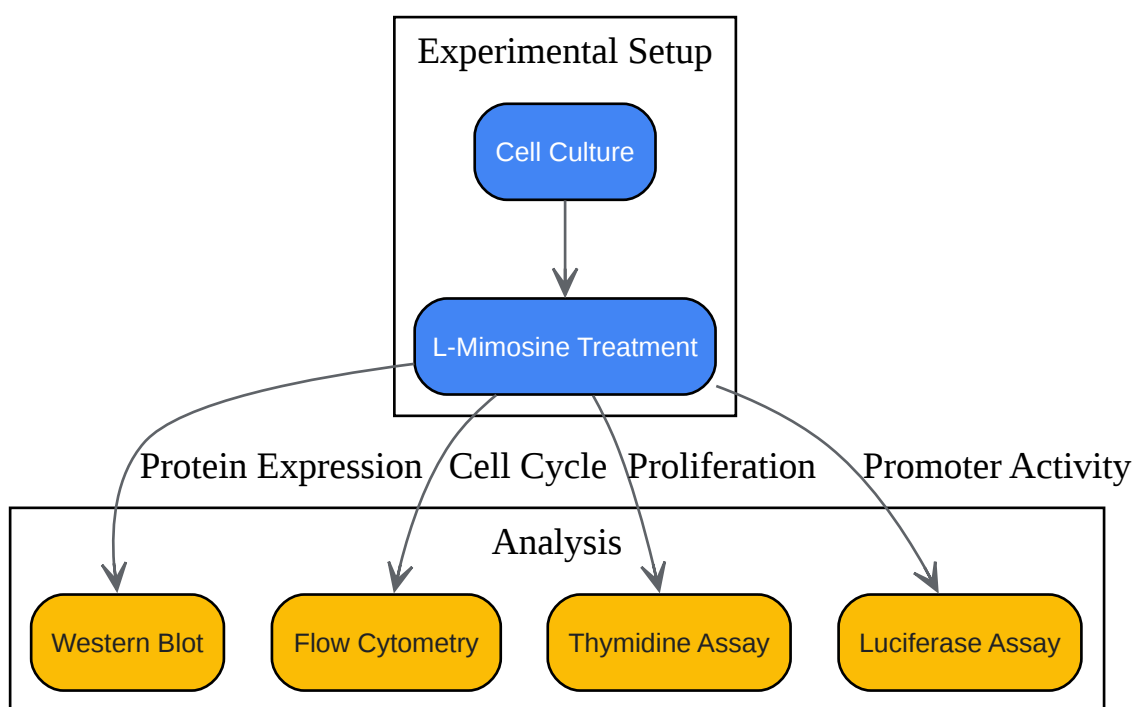 Experimental Setup
Cell Culture
L-Mimosine Treatment
Protein Expression
Cell Cycle
Proliferation
Promoter Activity
Analysis
Western Blot
Flow Cytometry
Thymidine Assay
Luciferase Assay